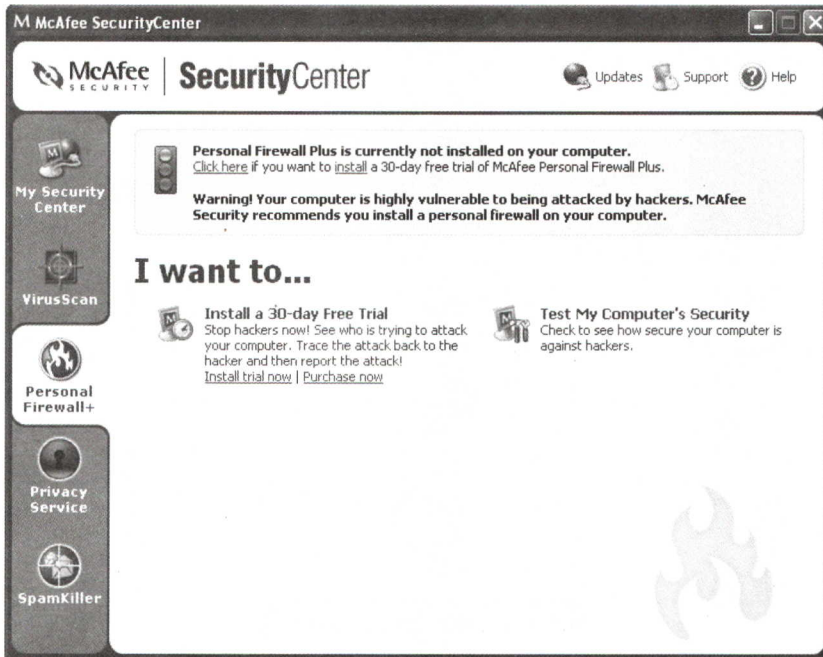 M McAfee SecurityCenter
McAfee SECURITY | SecurityCenter
Updates Support Help
My Security
Center
VirusScan
Personal
Firewall+
Privacy
Service
SpamKiller
Personal Firewall Plus is currently not installed on your computer.
Click here if you want to install a 30-day free trial of McAfee Personal Firewall Plus.
Warning! Your computer is highly vulnerable to being attacked by hackers. McAfee
Security recommends you install a personal firewall on your computer.
I want to...
Install a 30-day Free Trial
Stop hackers now! See who is trying to attack
your computer. Trace the attack back to the
hacker and then report the attack!
Install trial now | Purchase now
Test My Computer's Security
Check to see how secure your computer is
against hackers.